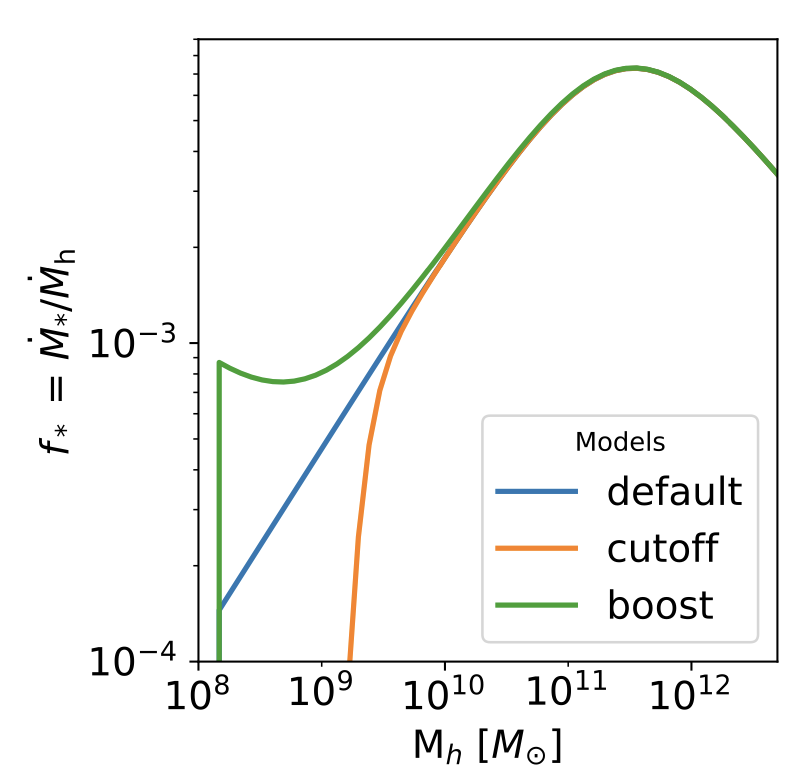 f* = Ṁ*/Ṁh
10⁻³
10⁻⁴
Models
default
cutoff
boost
10⁸ 10⁹ 10¹⁰ 10¹¹ 10¹²
Mₕ [M⊙]